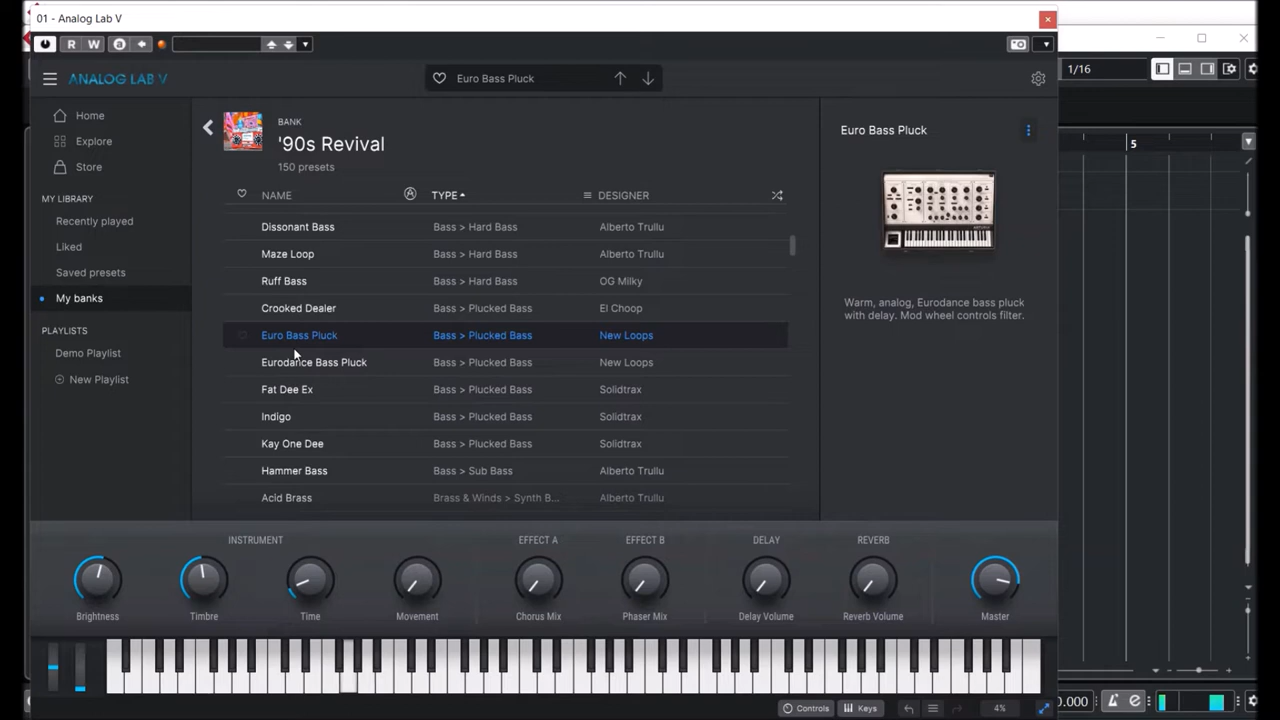 01 - Analog Lab V
R W
1/16
ANALOG LAB V
Euro Bass Pluck
Home
Explore
Store
MY LIBRARY
Recently played
Liked
Saved presets
My banks
PLAYLISTS
Demo Playlist
New Playlist
BANK
'90s Revival
150 presets
NAME TYPE DESIGNER
Dissonant Bass Bass > Hard Bass Alberto Trullu
Maze Loop Bass > Hard Bass Alberto Trullu
Ruff Bass Bass > Hard Bass OG Milky
Crooked Dealer Bass > Plucked Bass El Choop
Euro Bass Pluck Bass > Plucked Bass New Loops
Eurodance Bass Pluck Bass > Plucked Bass New Loops
Fat Dee Ex Bass > Plucked Bass Solidtrax
Indigo Bass > Plucked Bass Solidtrax
Kay One Dee Bass > Plucked Bass Solidtrax
Hammer Bass Bass > Sub Bass Alberto Trullu
Acid Brass Brass & Winds > Synth B... Alberto Trullu
Euro Bass Pluck
Warm, analog, Eurodance bass pluck
with delay. Mod wheel controls filter.
5
INSTRUMENT EFFECT A EFFECT B DELAY REVERB
Brightness Timbre Time Movement Chorus Mix Phaser Mix Delay Volume Reverb Volume Master
Controls Keys 4%
0.000